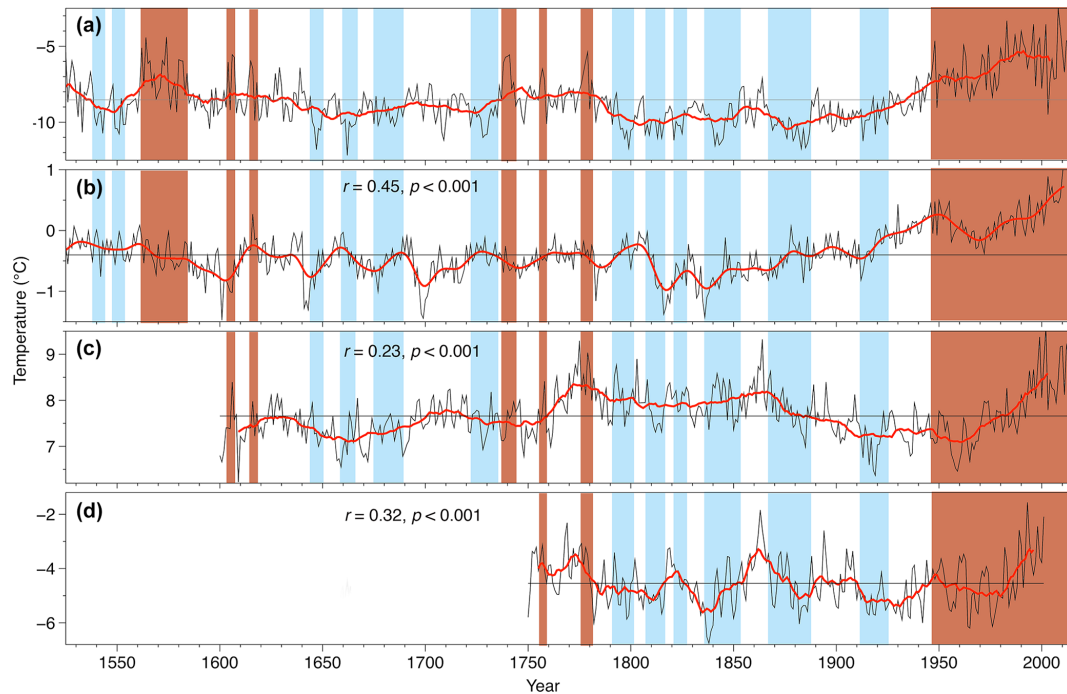 (a)
−5
-10
(b)
r = 0.45, p < 0.001
1
0
−1
(c)
r = 0.23, p < 0.001
9
8
7
(d)
r = 0.32, p < 0.001
−2
−4
−6
Temperature (°C)
1550 1600 1650 1700 1750 1800 1850 1900 1950 2000
Year